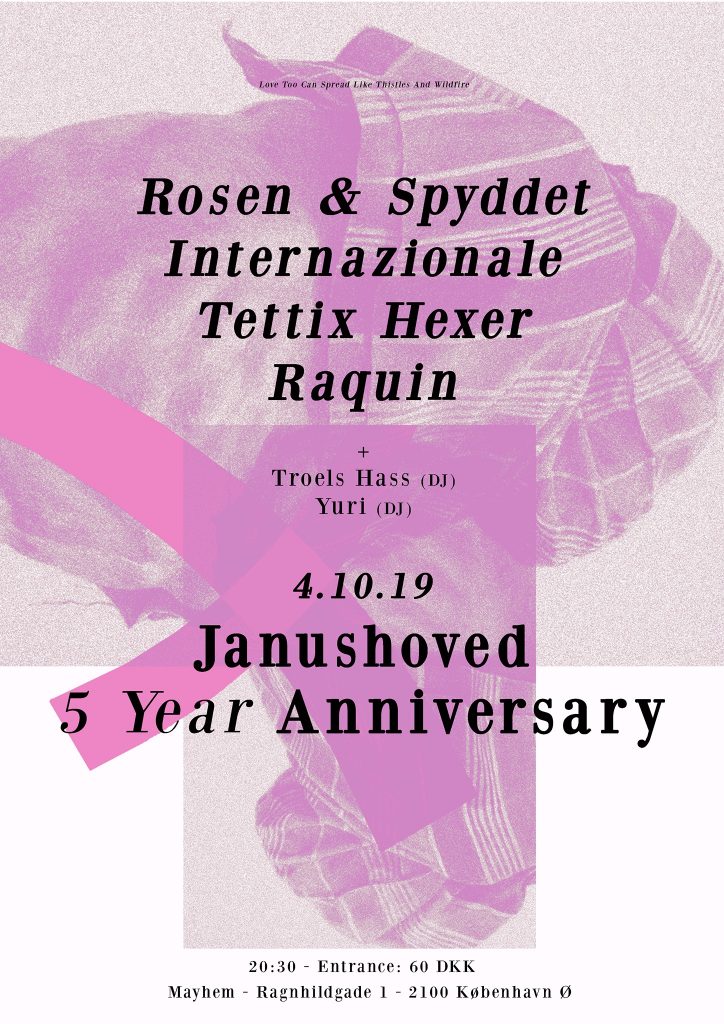 Love Too Can Spread Like Thistles And Wildfire
Rosen & Spyddet
Internazionale
Tettix Hexer
Raquin
+
Troels Hass (DJ)
Yuri (DJ)
4.10.19
Janushoved
5 Year Anniversary
20:30 - Entrance: 60 DKK
Mayhem - Ragnhildgade 1 - 2100 København Ø